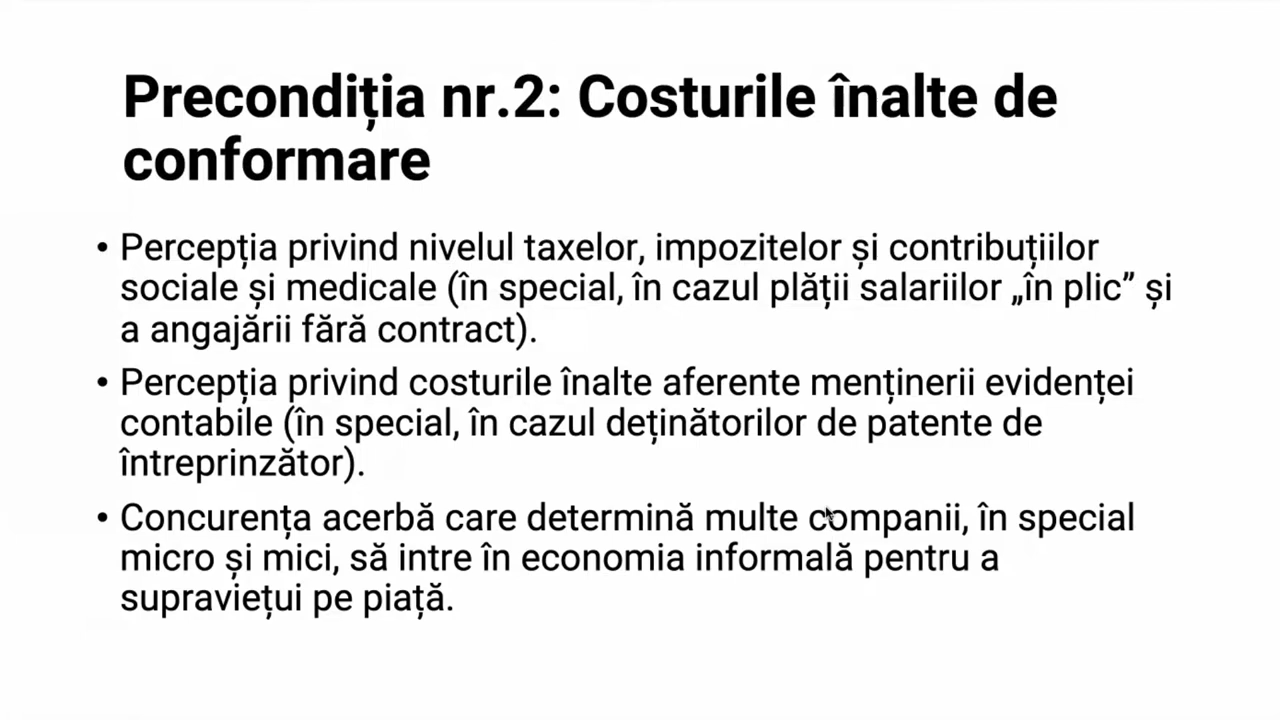 Precondiția nr.2: Costurile înalte de
conformare
• Percepția privind nivelul taxelor, impozitelor și contribuțiilor
sociale și medicale (în special, în cazul plății salariilor „în plic” și
a angajării fără contract).
• Percepția privind costurile înalte aferente menținerii evidenței
contabile (în special, în cazul deținătorilor de patente de
întreprinzător).
• Concurența acerbă care determină multe companii, în special
micro și mici, să intre în economia informală pentru a
supraviețui pe piață.